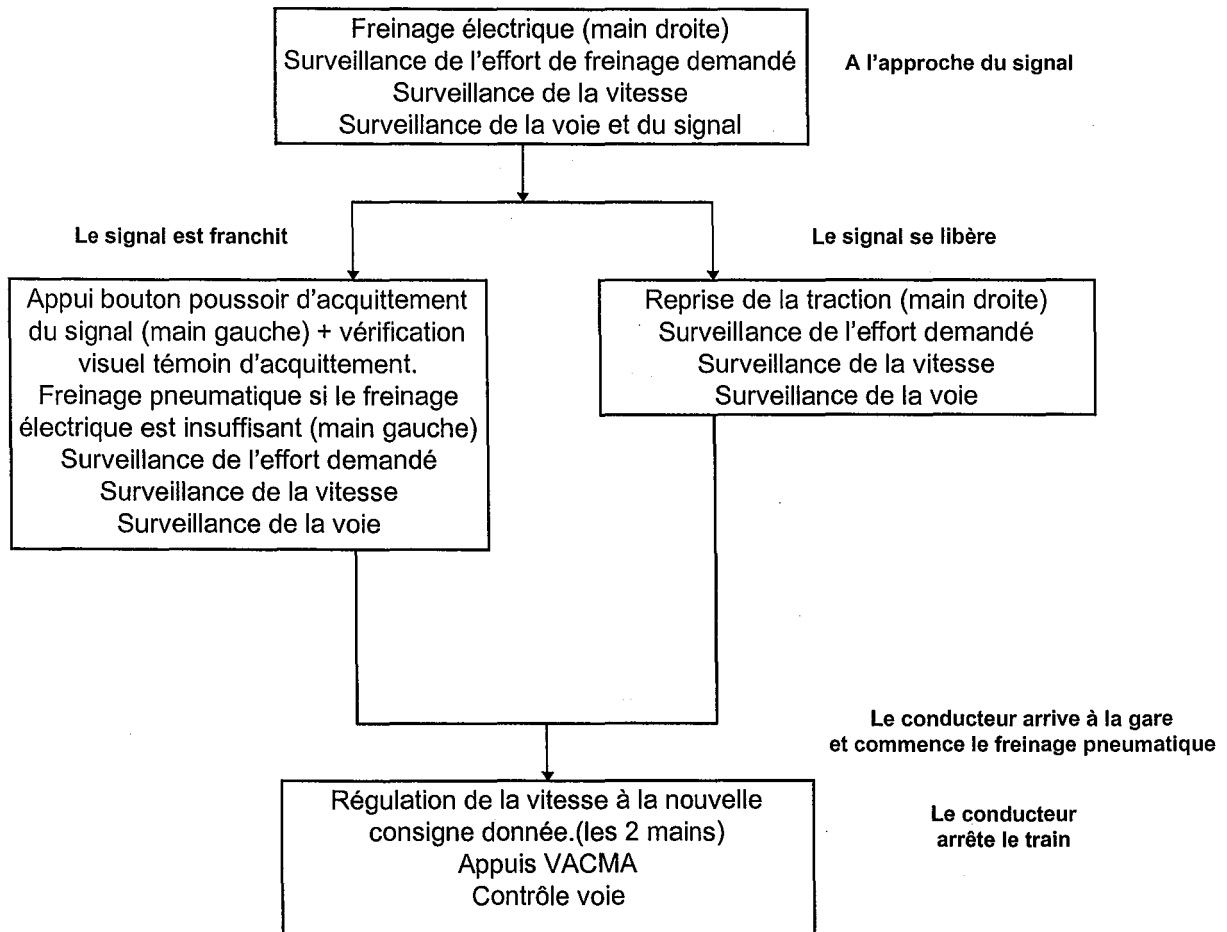 Freinage électrique (main droite)
Surveillance de l'effort de freinage demandé
Surveillance de la vitesse
Surveillance de la voie et du signal
A l'approche du signal
Le signal est franchit
Le signal se libère
Appui bouton poussoir d'acquittement
du signal (main gauche) + vérification
visuel témoin d'acquittement.
Freinage pneumatique si le freinage
électrique est insuffisant (main gauche)
Surveillance de l'effort demandé
Surveillance de la vitesse
Surveillance de la voie
Reprise de la traction (main droite)
Surveillance de l'effort demandé
Surveillance de la vitesse
Surveillance de la voie
Le conducteur arrive à la gare
et commence le freinage pneumatique
Régulation de la vitesse à la nouvelle
consigne donnée.(les 2 mains)
Appuis VACMA
Contrôle voie
Le conducteur
arrête le train